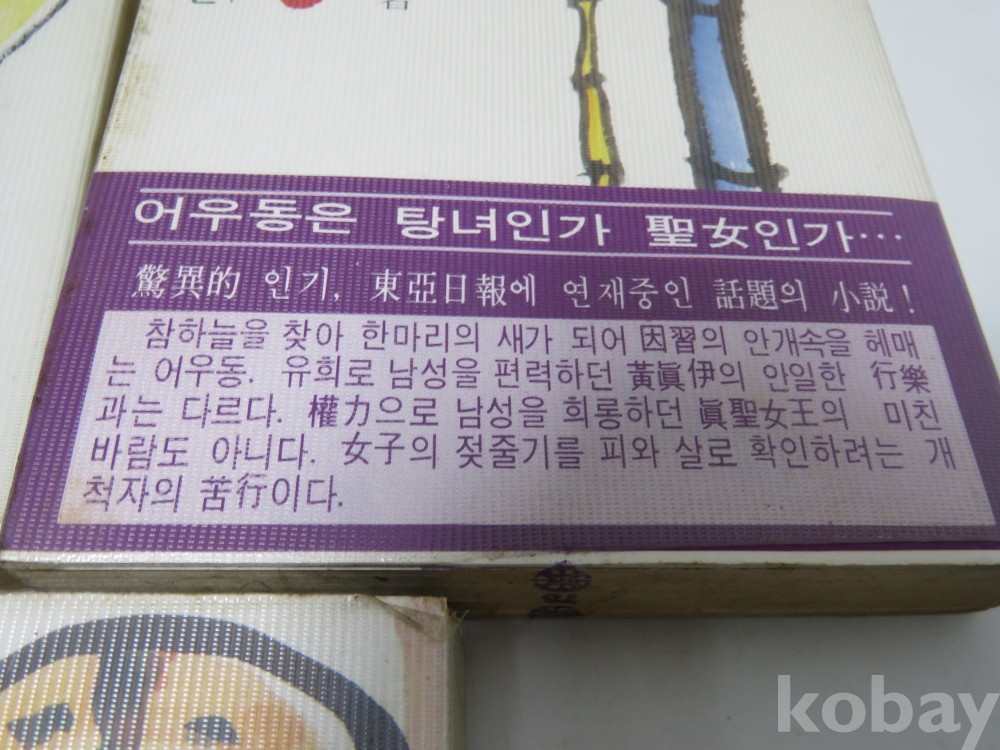 著
어우동은 탕녀인가 聖女인가…
驚異的 인기, 東亞日報에 연재중인 話題의 小説!
참하늘을 찾아 한마리의 새가 되어 因習의 안개속을 헤매
는 어우동. 유희로 남성을 편력하던 黃眞伊의 안일한 行樂
과는 다르다. 權力으로 남성을 희롱하던 眞聖女王의 미친
바람도 아니다. 女子의 젖줄기를 피와 살로 확인하려는 개
척자의 苦行이다.
kobay